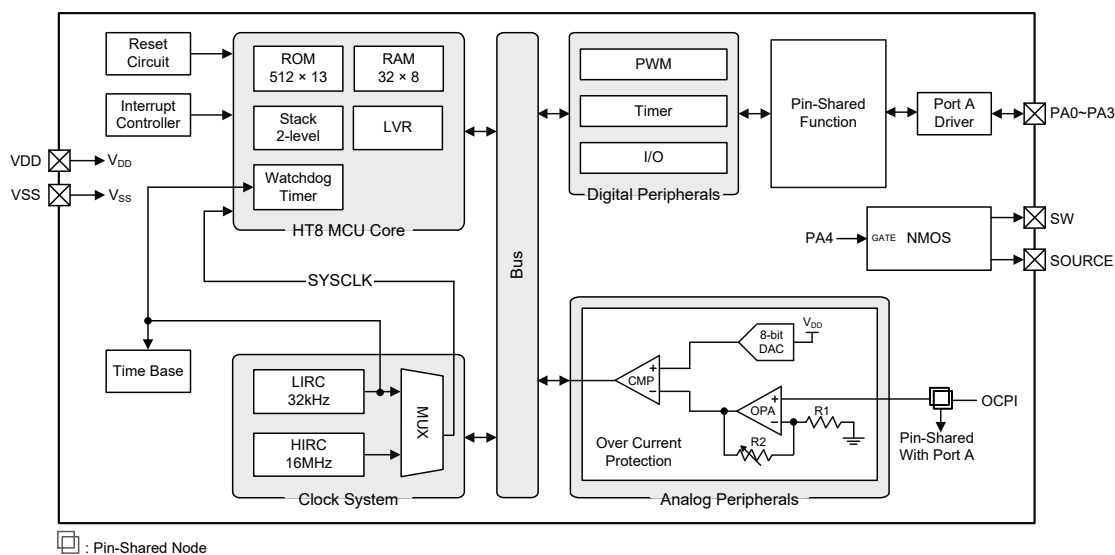 Reset
Circuit
Interrupt
Controller
VDD
V_DD
VSS
V_SS
ROM
512 × 13
RAM
32 × 8
Stack
2-level
LVR
Watchdog
Timer
HT8 MCU Core
SYSCLK
Time Base
LIRC
32kHz
HIRC
16MHz
MUX
Clock System
Bus
PWM
Timer
I/O
Digital Peripherals
Pin-Shared
Function
Port A
Driver
PA0~PA3
PA4
GATE NMOS
SW
SOURCE
V_DD
8-bit
DAC
CMP
+
−
OPA
+
−
R1
R2
Over Current
Protection
Analog Peripherals
OCPI
Pin-Shared
With Port A
: Pin-Shared Node